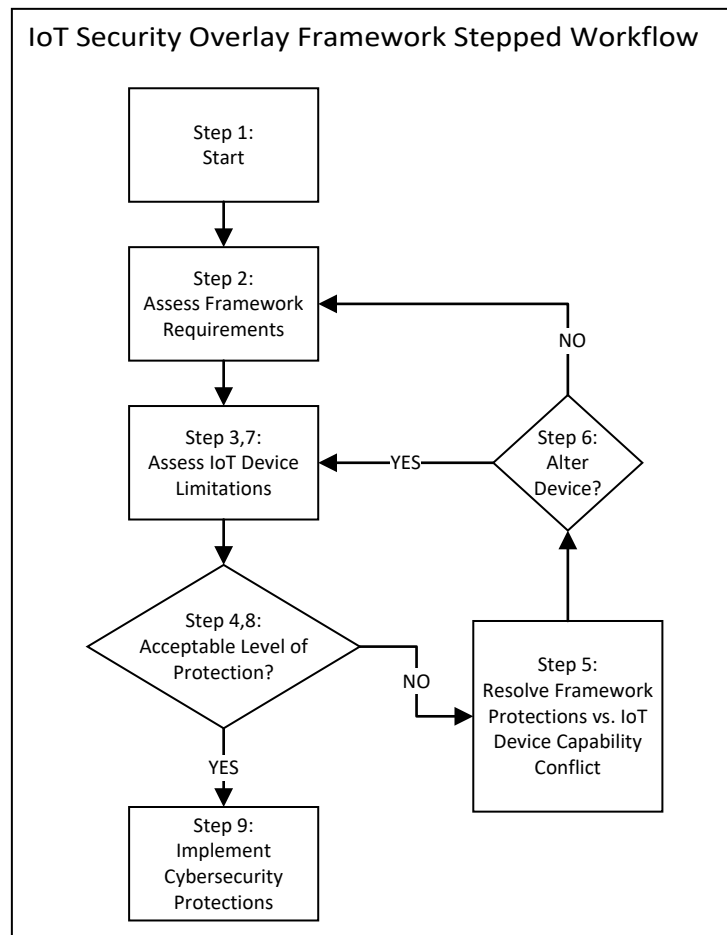 IoT Security Overlay Framework Stepped Workflow
Step 1:
Start
Step 2:
Assess Framework
Requirements
NO
Step 3,7:
Assess IoT Device
Limitations
YES
Step 6:
Alter
Device?
Step 4,8:
Acceptable Level of
Protection?
NO
Step 5:
Resolve Framework
Protections vs. IoT
Device Capability
Conflict
YES
Step 9:
Implement
Cybersecurity
Protections